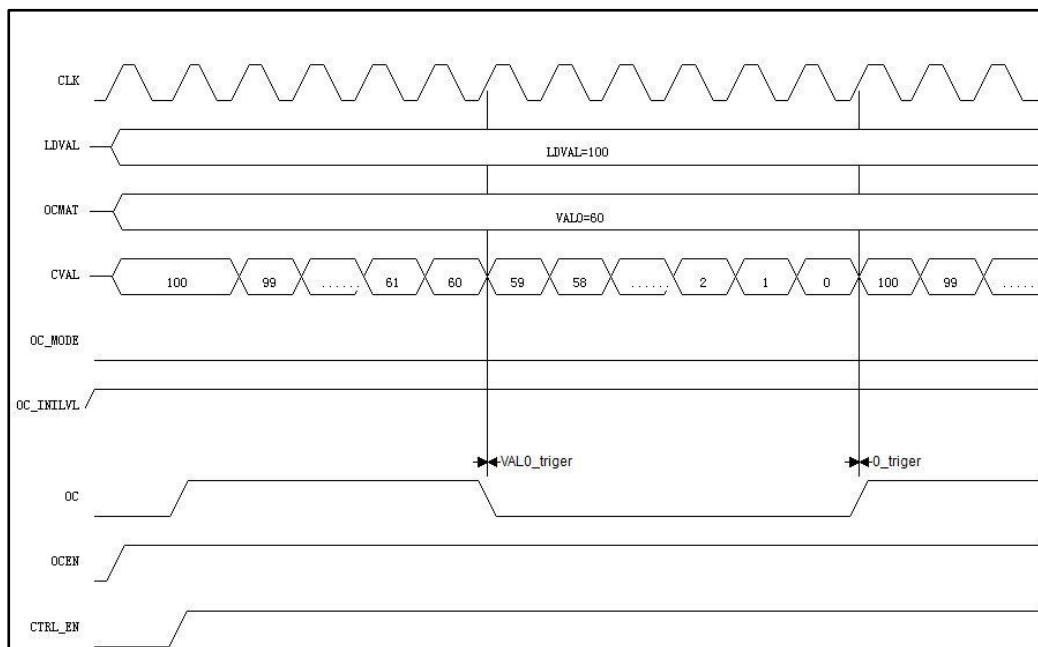 CLK
LDVAL
LDVAL=100
OCMAT
VAL0=60
CVAL 100 99 ...... 61 60 59 58 ...... 2 1 0 100 99 ......
OC_MODE
OC_INILVL
VAL0_triger 0_triger
OC
OCEN
CTRL_EN